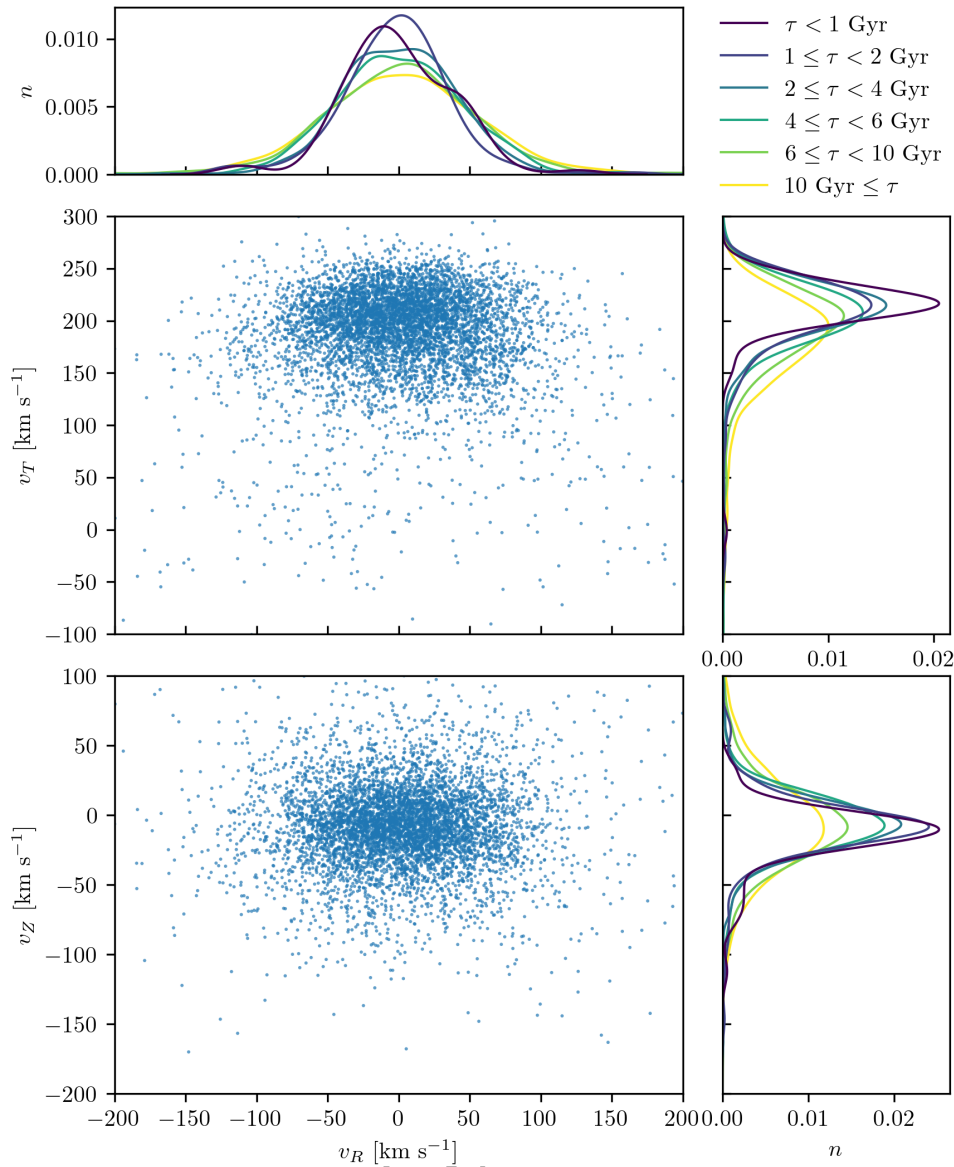 0.010
n
0.005
0.000
τ < 1 Gyr
1 ≤ τ < 2 Gyr
2 ≤ τ < 4 Gyr
4 ≤ τ < 6 Gyr
6 ≤ τ < 10 Gyr
10 Gyr ≤ τ
300
250
200
150
100
50
0
−50
−100
v_T [km s⁻¹]
0.00 0.01 0.02
100
50
0
−50
−100
−150
−200
v_Z [km s⁻¹]
−200 −150 −100 −50 0 50 100 150 200
v_R [km s⁻¹]
0.00 0.01 0.02
n